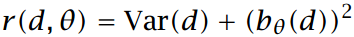 r(d, θ) = Var(d) + (b_θ(d))²